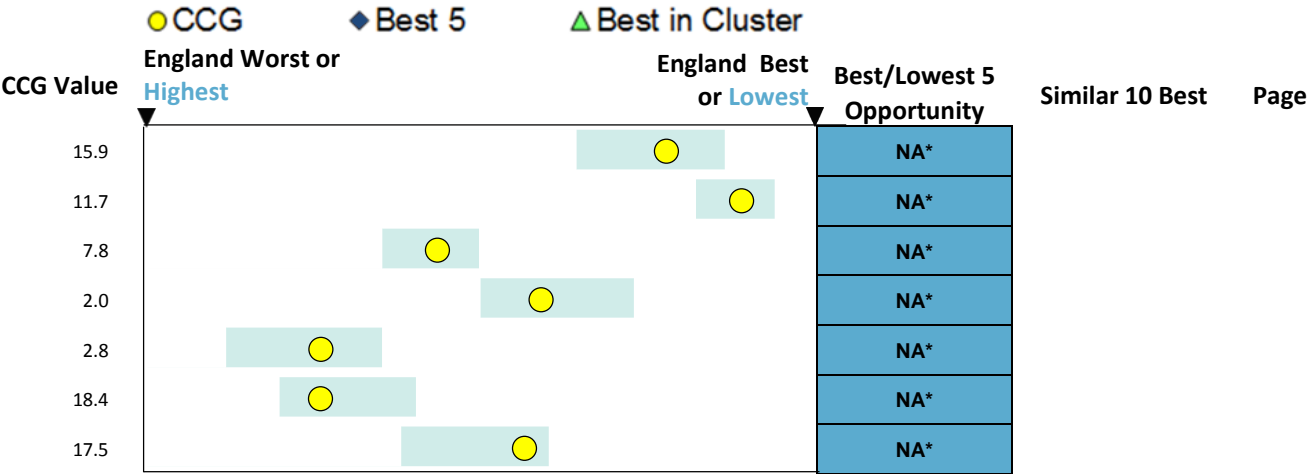 CCG Best 5 Best in Cluster
CCG Value
England Worst or
Highest
England Best
or Lowest
Best/Lowest 5
Opportunity
Similar 10 Best
Page
15.9 NA*
11.7 NA*
7.8 NA*
2.0 NA*
2.8 NA*
18.4 NA*
17.5 NA*